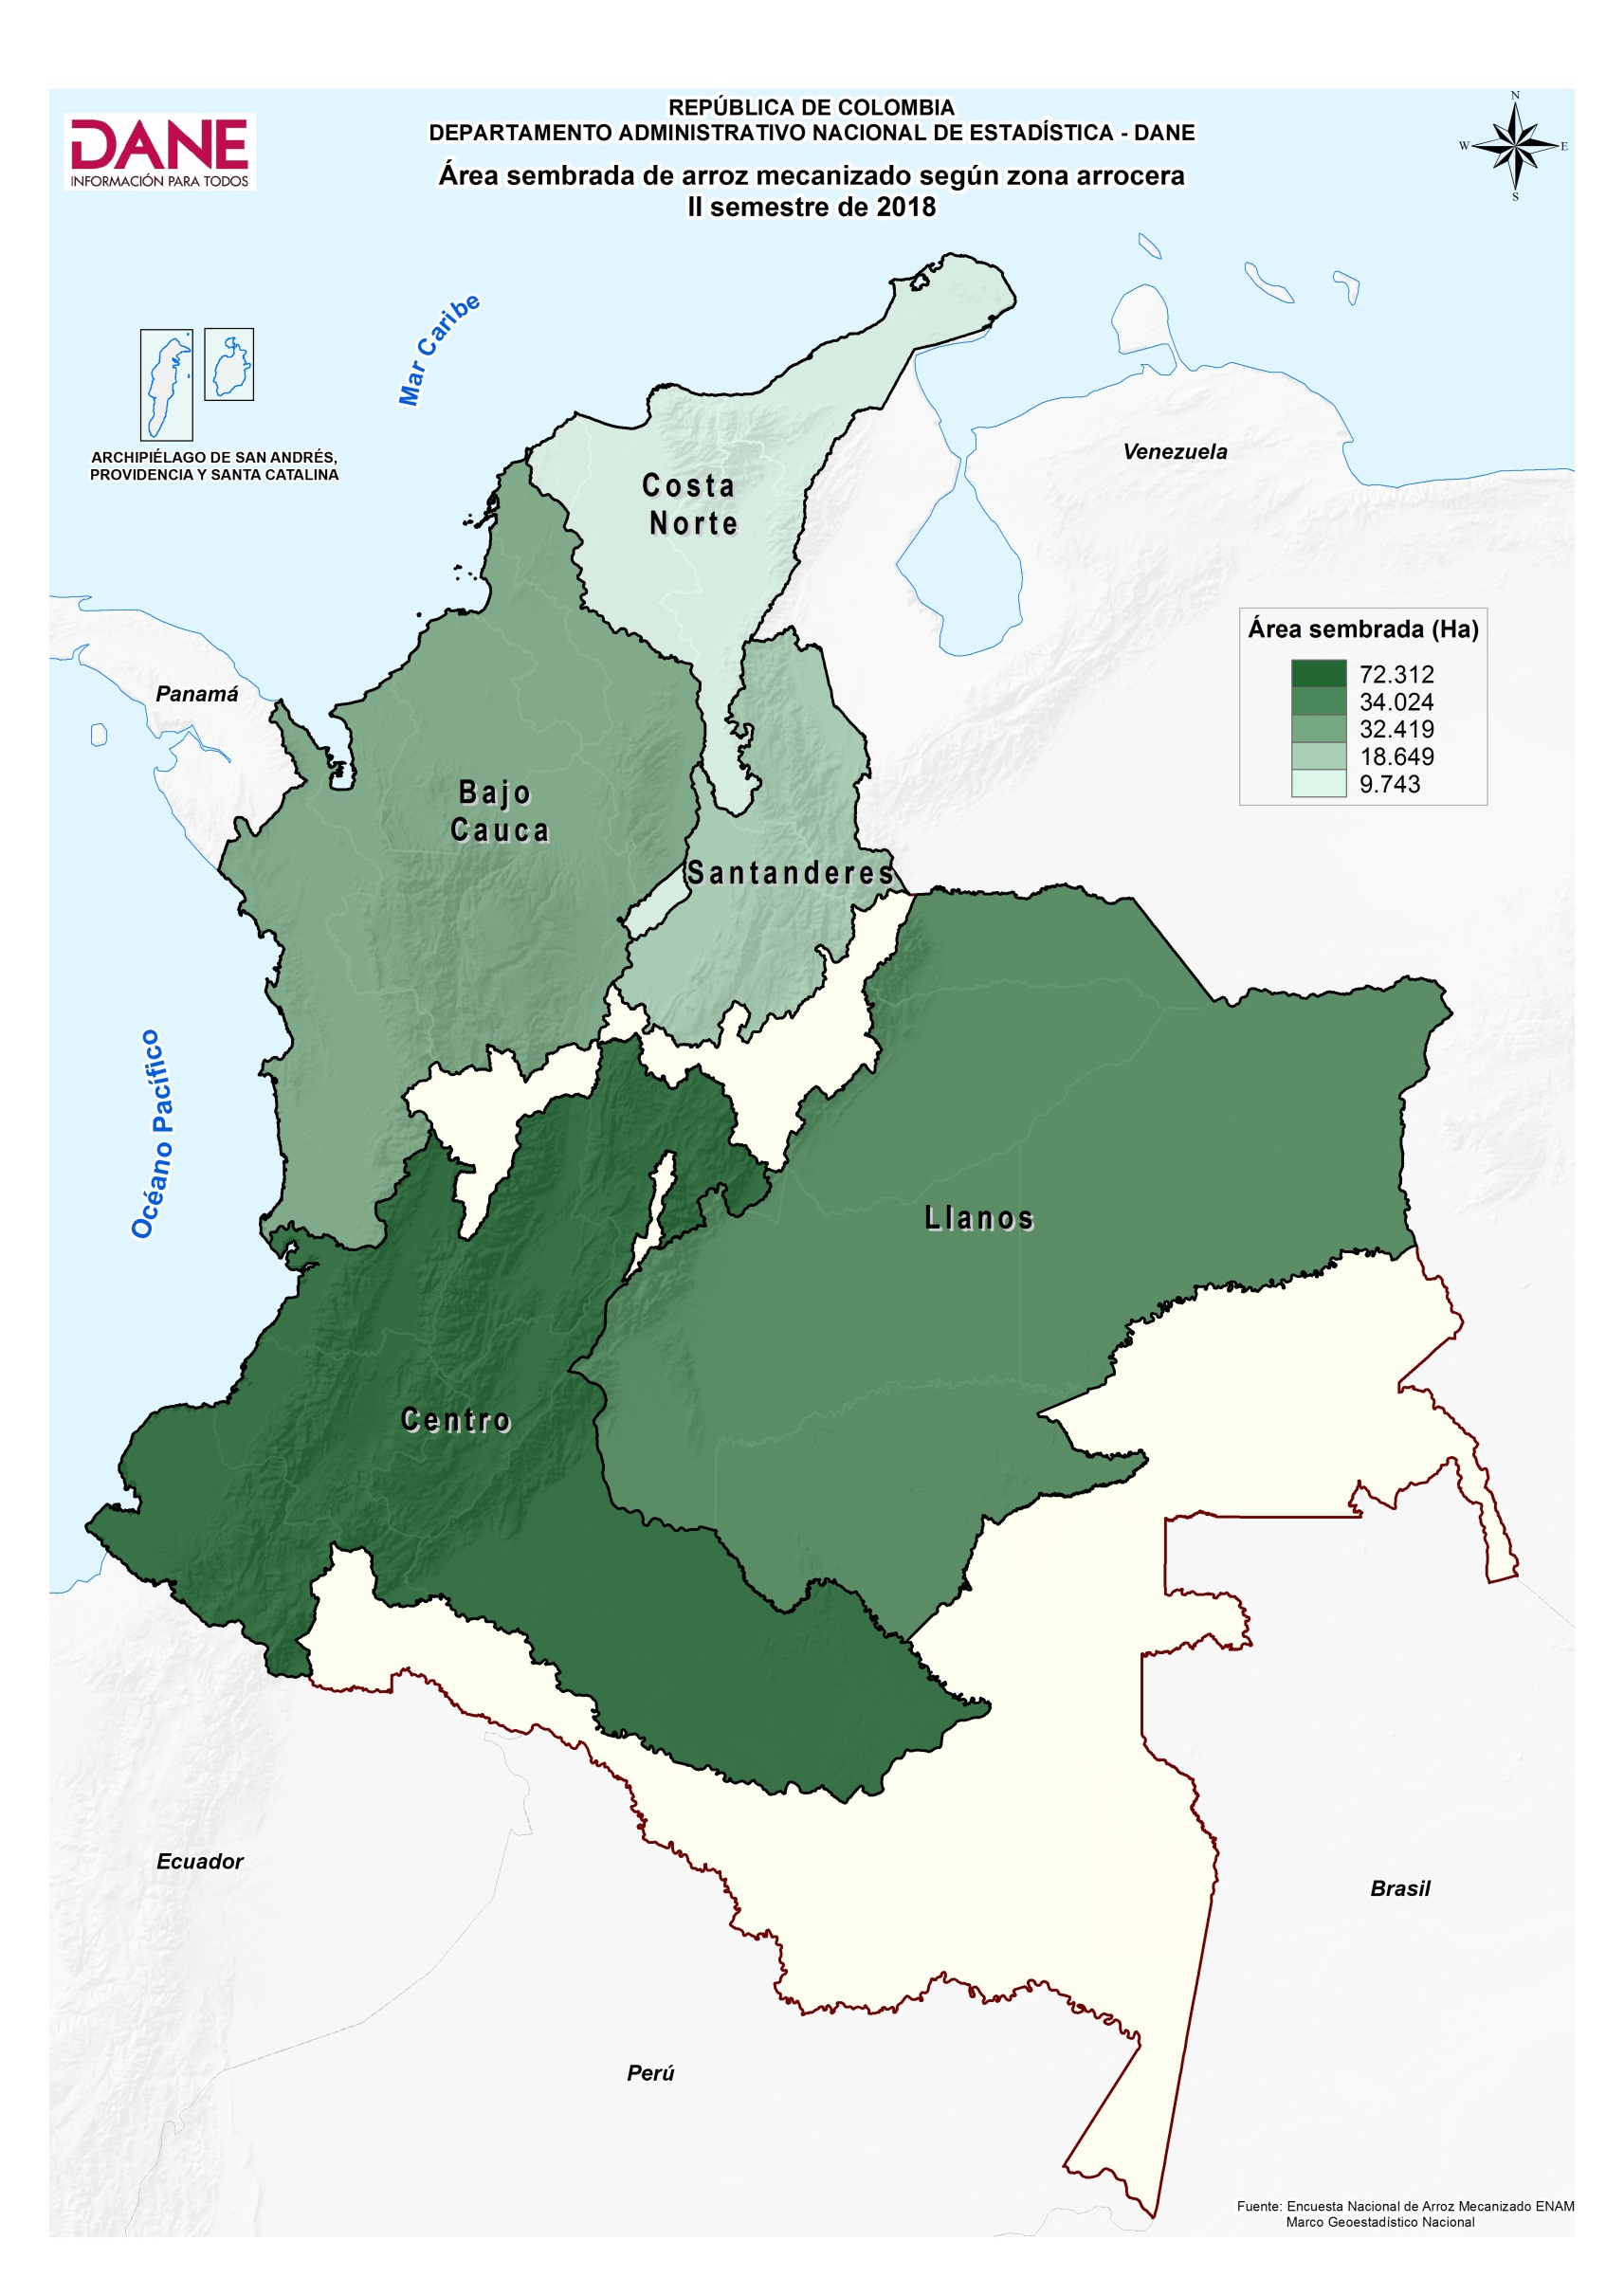 REPÚBLICA DE COLOMBIA
DEPARTAMENTO ADMINISTRATIVO NACIONAL DE ESTADÍSTICA - DANE
Área sembrada de arroz mecanizado según zona arrocera
II semestre de 2018
DANE
INFORMACIÓN PARA TODOS
N
W
E
S
Mar Caribe
ARCHIPIÉLAGO DE SAN ANDRÉS,
PROVIDENCIA Y SANTA CATALINA
Venezuela
Costa
Norte
Área sembrada (Ha)
72.312
34.024
32.419
18.649
9.743
Panamá
Bajo
Cauca
Santanderes
Océano Pacífico
Llanos
Centro
Ecuador
Brasil
Perú
Fuente: Encuesta Nacional de Arroz Mecanizado ENAM
Marco Geoestadístico Nacional